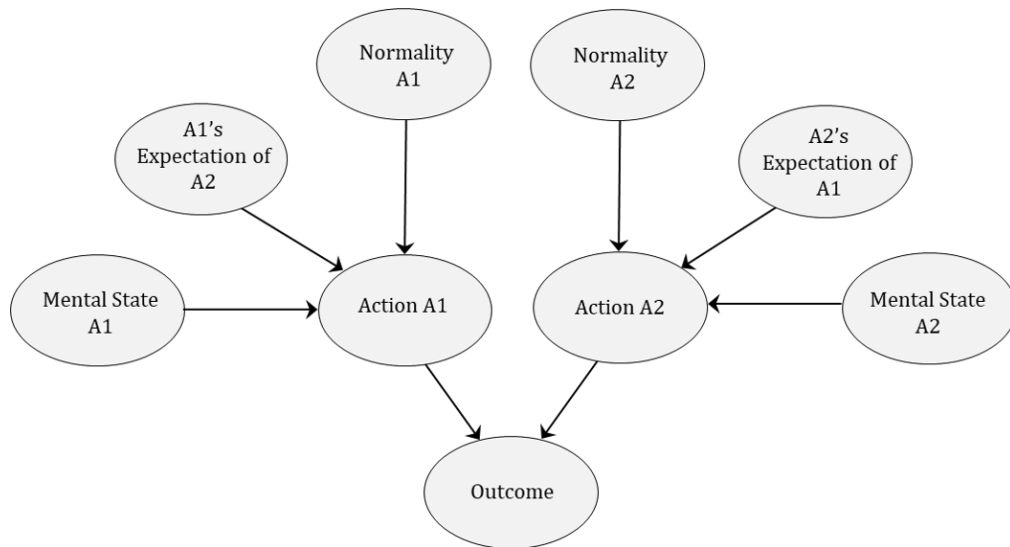 Normality
A1
Normality
A2
A1’s
Expectation of
A2
A2’s
Expectation of
A1
Mental State
A1
Action A1
Action A2
Mental State
A2
Outcome